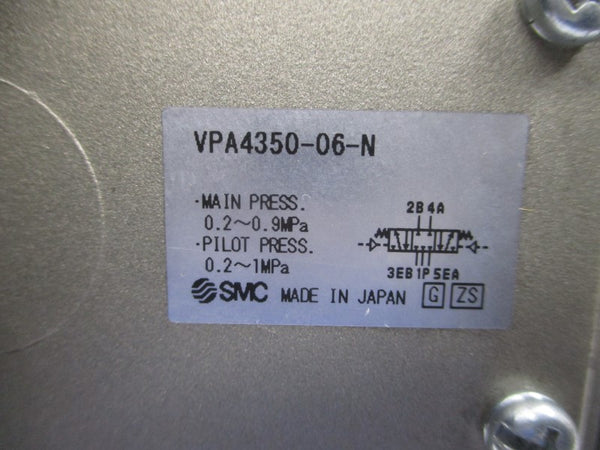 VPA4350-06-N
·MAIN PRESS.
0.2～0.9MPa
·PILOT PRESS.
0.2～1MPa
2B 4A
3EB 1P 5EA
SMC MADE IN JAPAN G ZS